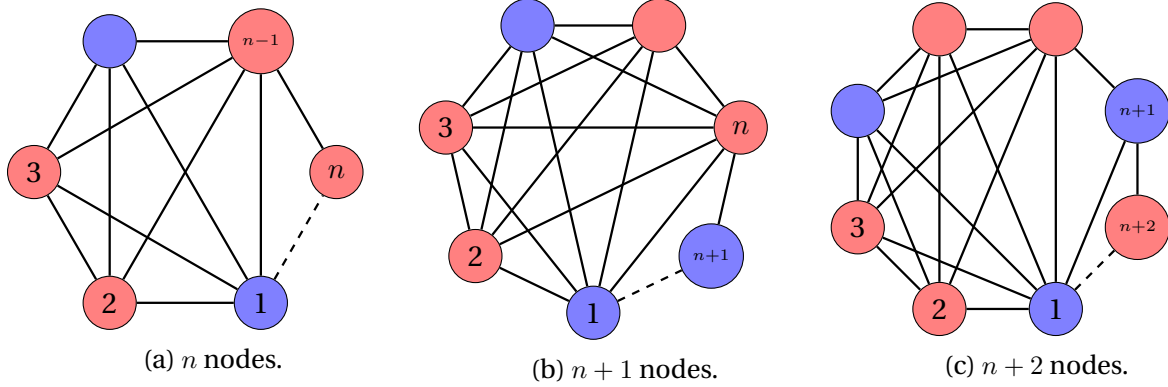 n−1
3
n
2
1
(a) n nodes.
3
n
2
n+1
1
(b) n + 1 nodes.
n+1
3
n+2
2
1
(c) n + 2 nodes.